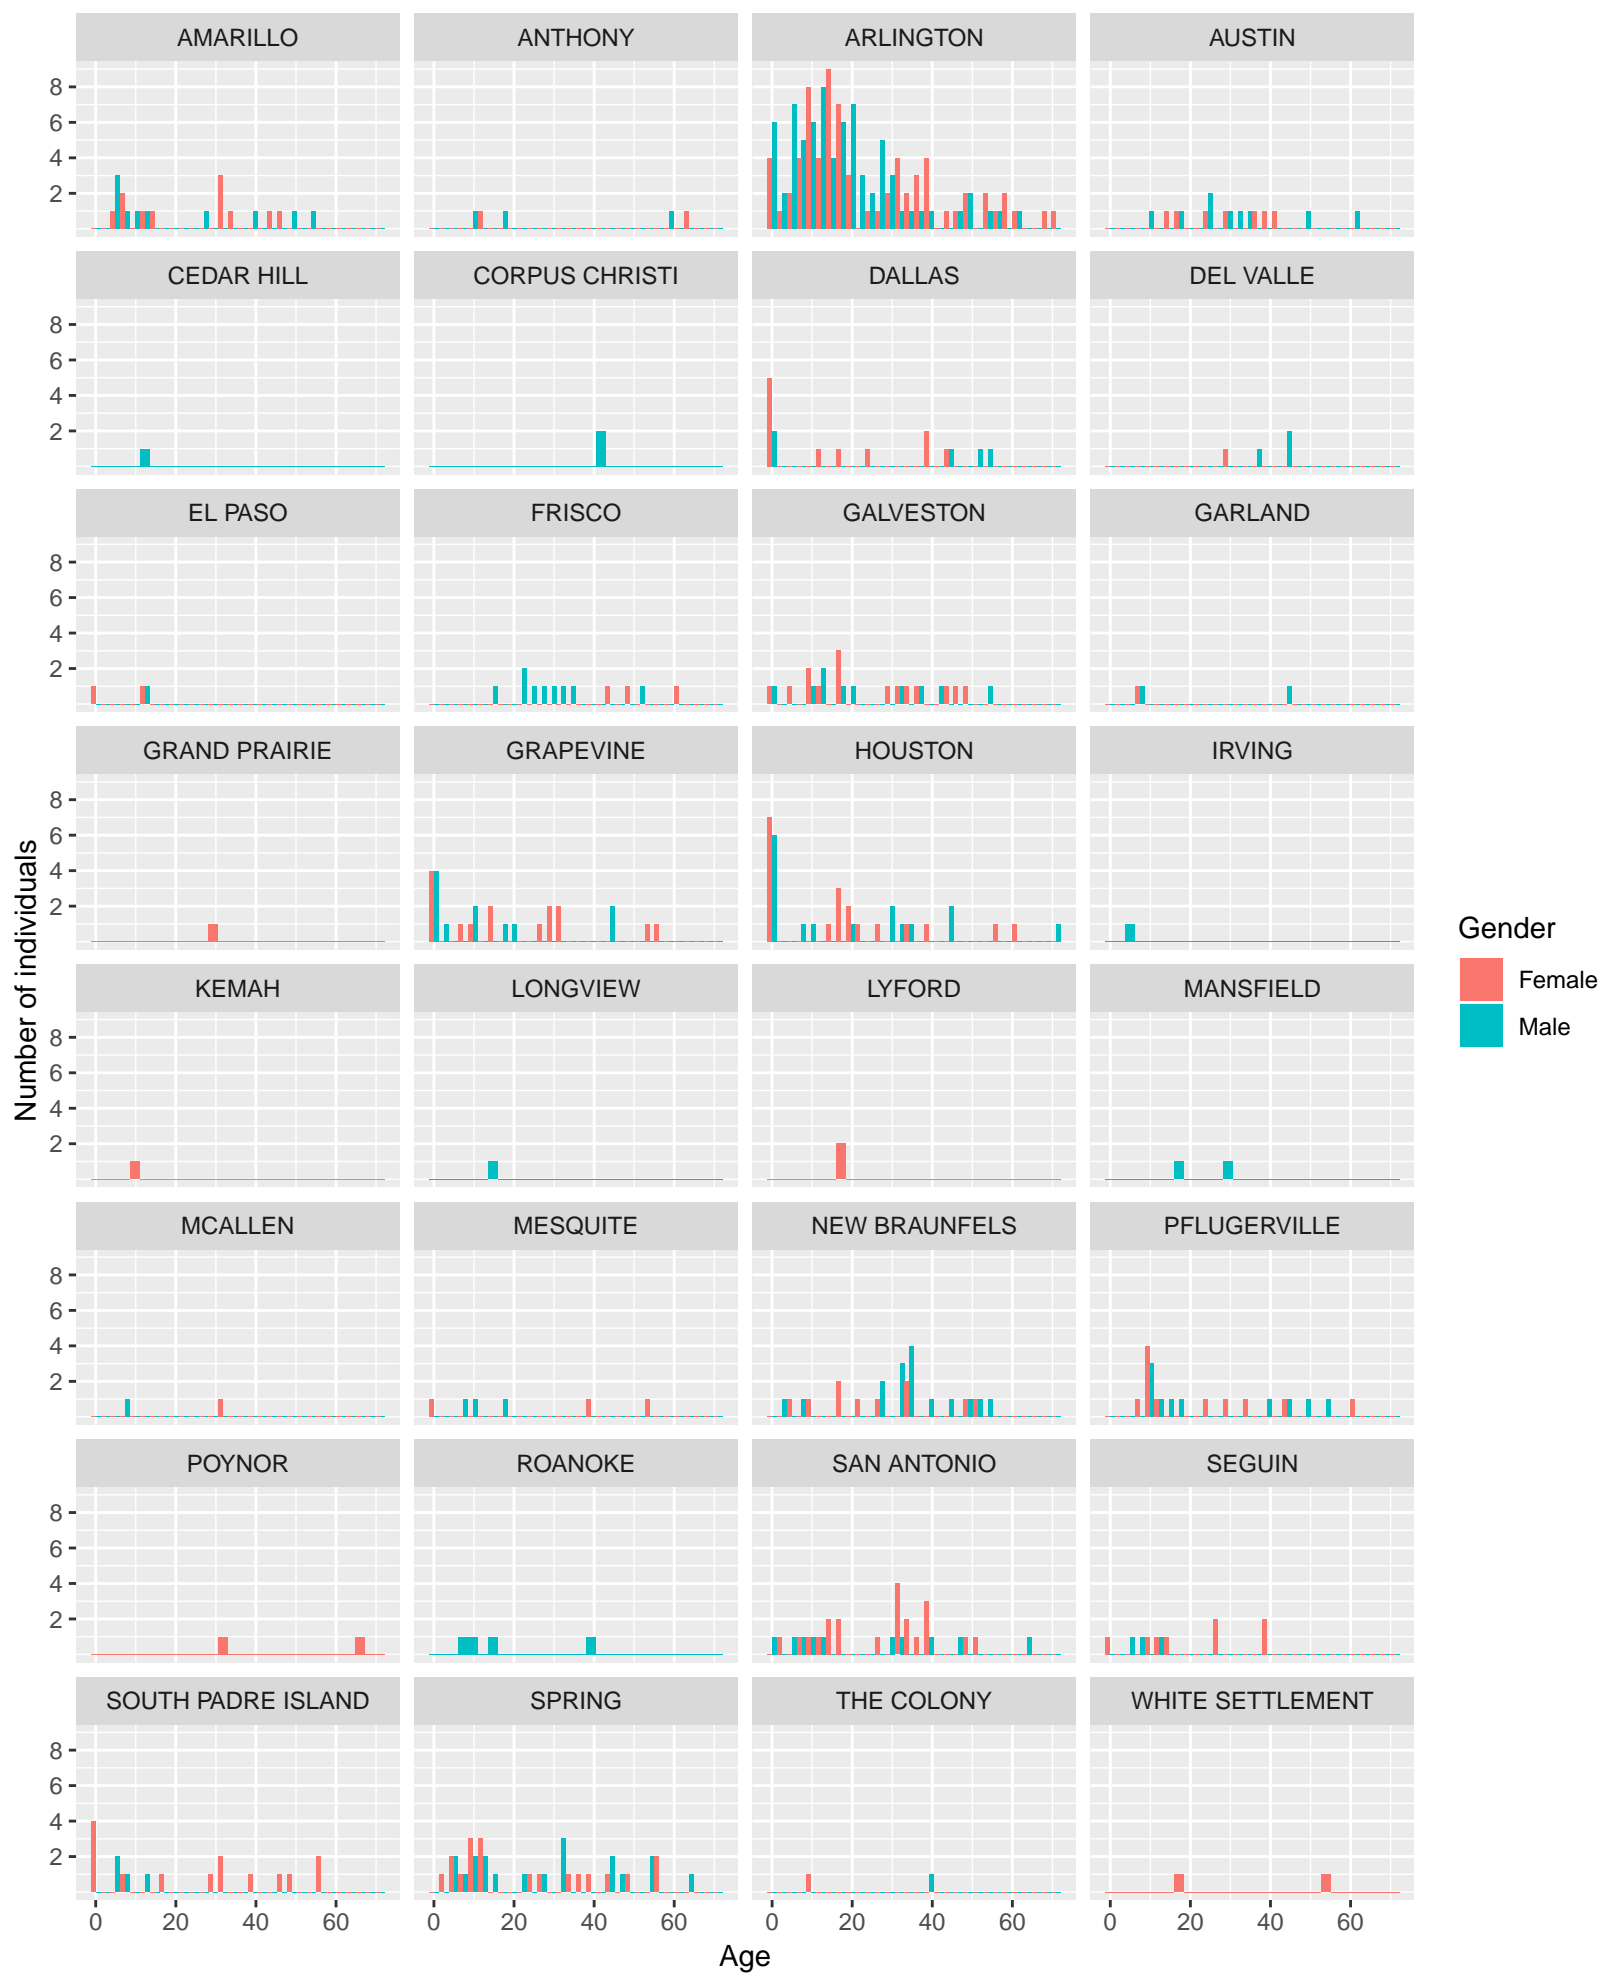 AMARILLO ANTHONY ARLINGTON AUSTIN
8
6
4
2
CEDAR HILL CORPUS CHRISTI DALLAS DEL VALLE
8
6
4
2
EL PASO FRISCO GALVESTON GARLAND
8
6
4
2
GRAND PRAIRIE GRAPEVINE HOUSTON IRVING
8
6
4
2
Number of individuals
Gender
Female
Male
KEMAH LONGVIEW LYFORD MANSFIELD
8
6
4
2
MCALLEN MESQUITE NEW BRAUNFELS PFLUGERVILLE
8
6
4
2
POYNOR ROANOKE SAN ANTONIO SEGUIN
8
6
4
2
SOUTH PADRE ISLAND SPRING THE COLONY WHITE SETTLEMENT
8
6
4
2
0 20 40 60 0 20 40 60 0 20 40 60 0 20 40 60
Age